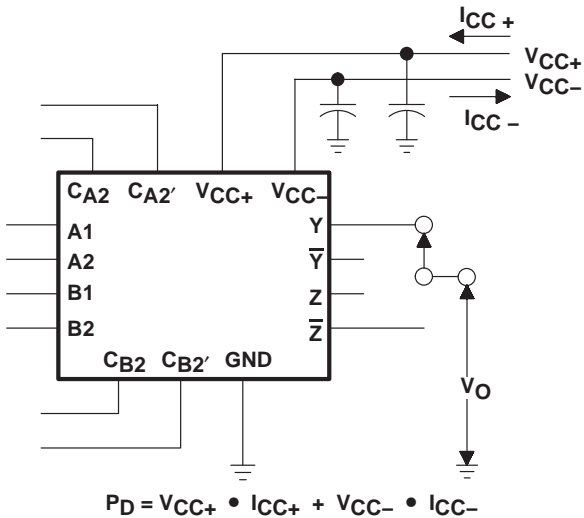 ICC+
VCC+
VCC–
ICC–
CA2 CA2′ VCC+ VCC–
A1 Y
A2 Y̅
B1 Z
B2 Z̅
CB2 CB2′ GND
VO
PD = VCC+ • ICC+ + VCC– • ICC–